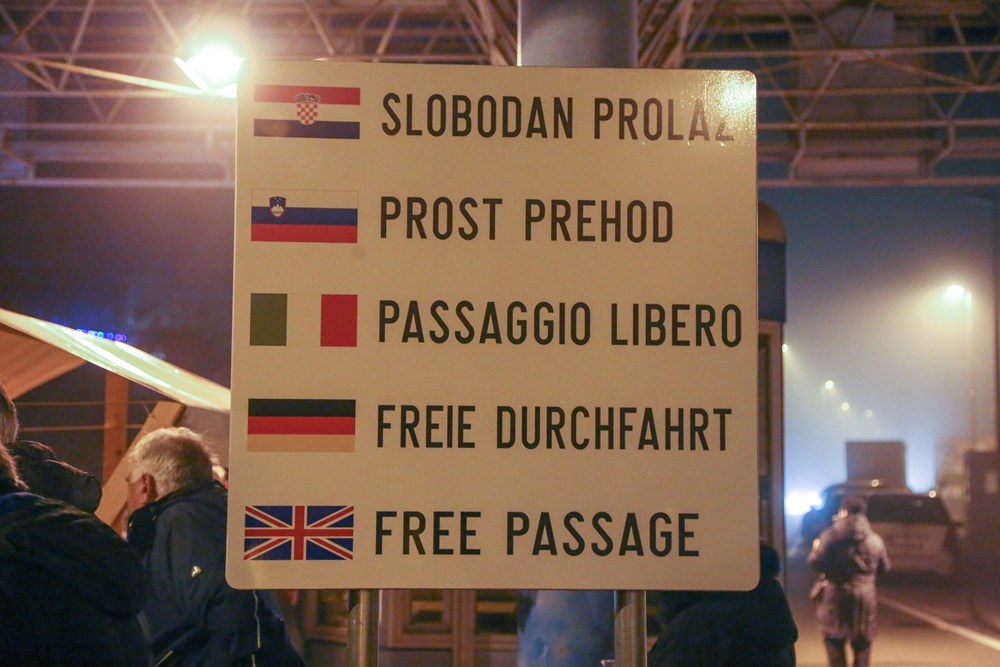 SLOBODAN PROLAZ
PROST PREHOD
PASSAGGIO LIBERO
FREIE DURCHFAHRT
FREE PASSAGE